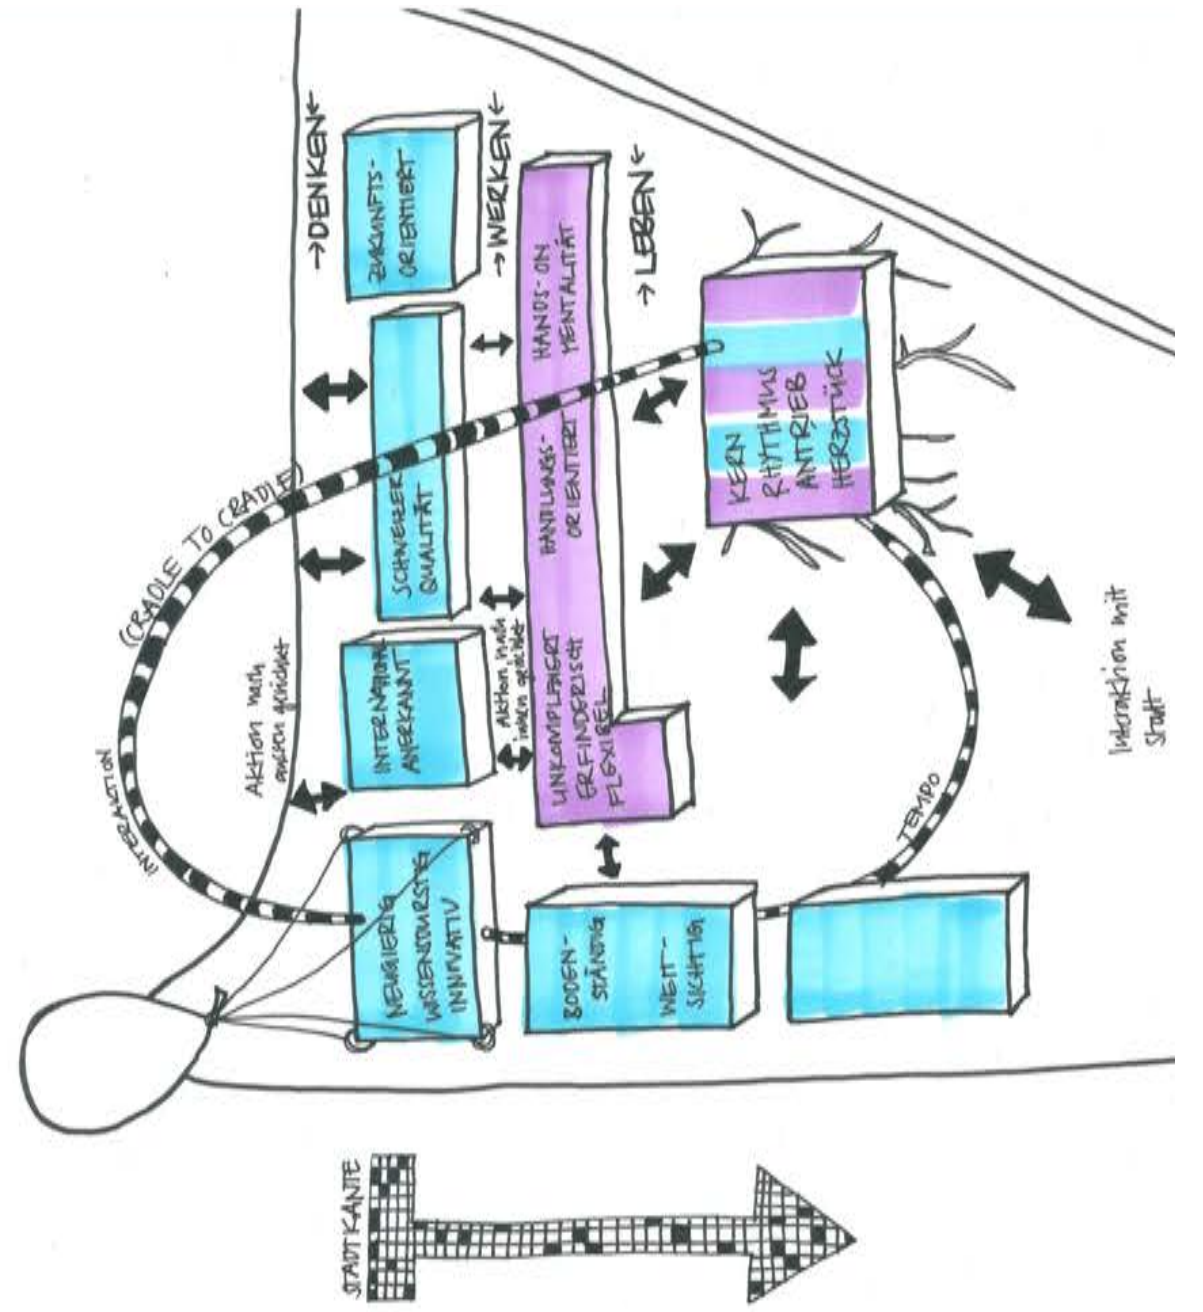 →DENKEN←
ZUKUNFTS-
ORIENTIERT
→WERKEN←
HANDS-ON
MENTALITÄT
→LEBEN←
(CRADLE TO CRADLE)
SCHWEIZER
QUALITÄT
HANDLUNGS-
ORIENTIERT
KERN
RHYTHMUS
ANTRIEB
HERZSTÜCK
INTERAKTION
Aktion nach
außen gerichtet
INTERNATIONAL
ANERKANNT
Aktion nach
innen gerichtet
UNKOMPLIZIERT
ERFINDERISCH
FLEXIBEL
Interaktion mit
Stadt
TEMPO
NEUGIERIG
WISSENSDURSTIG
INNOVATIV
BODEN-
STÄNDIG
WEIT-
SICHTIG
STADTKANTE